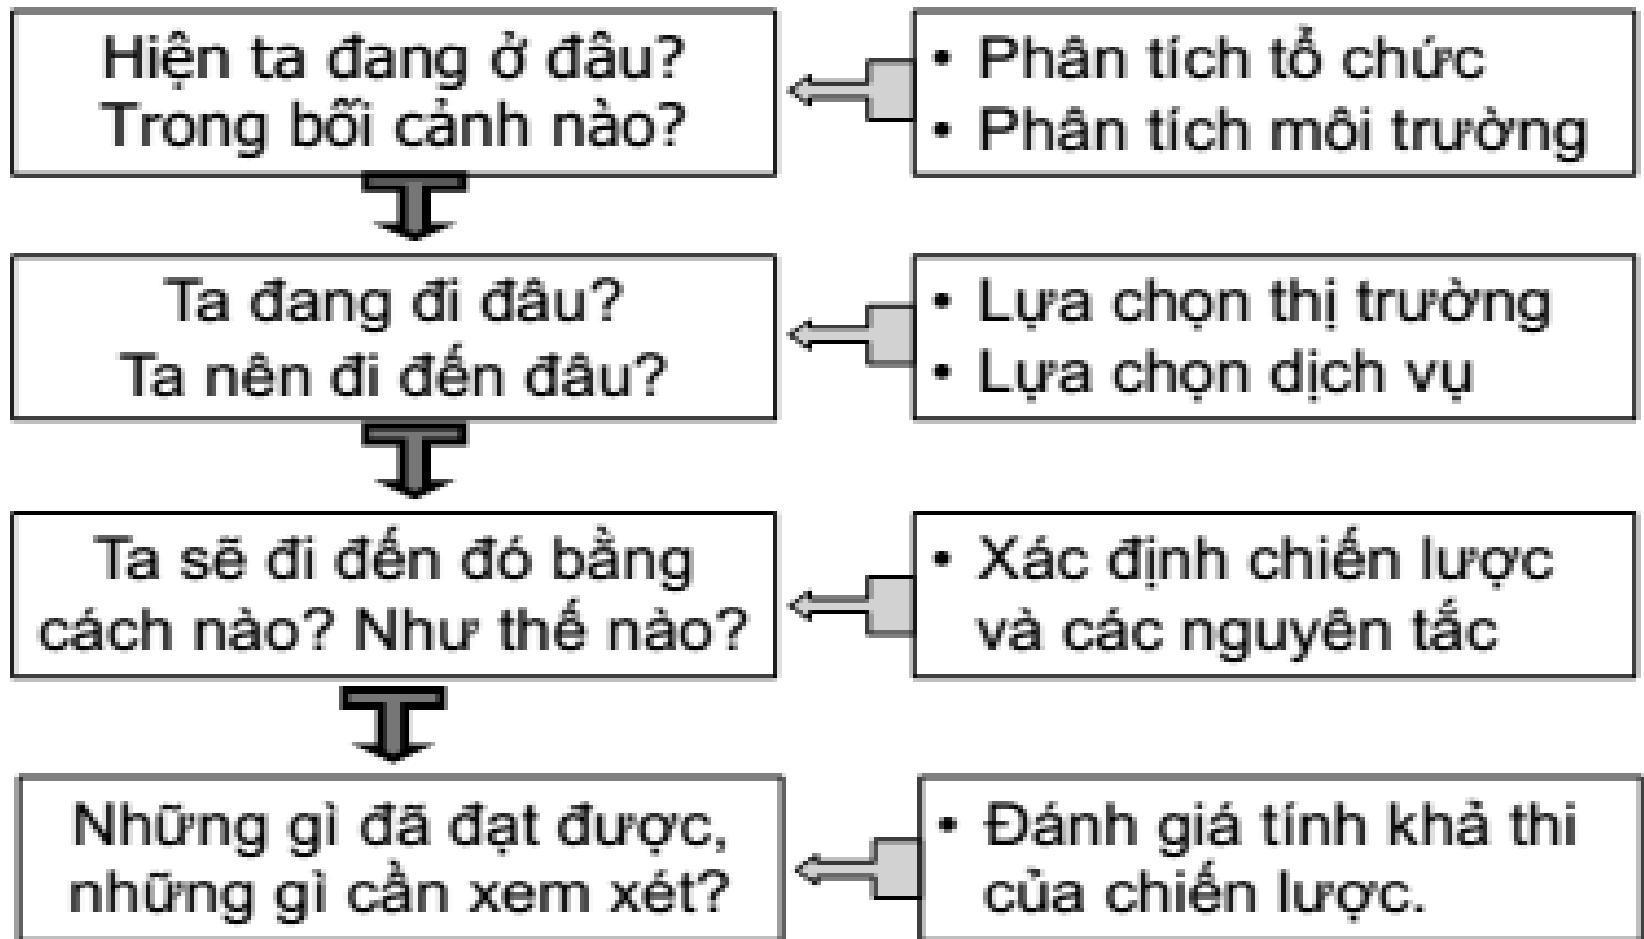 Hiện ta đang ở đâu?
Trong bối cảnh nào?
• Phân tích tổ chức
• Phân tích môi trường
Ta đang đi đâu?
Ta nên đi đến đâu?
• Lựa chọn thị trường
• Lựa chọn dịch vụ
Ta sẽ đi đến đó bằng
cách nào? Như thế nào?
• Xác định chiến lược
và các nguyên tắc
Những gì đã đạt được,
những gì cần xem xét?
• Đánh giá tính khả thi
của chiến lược.